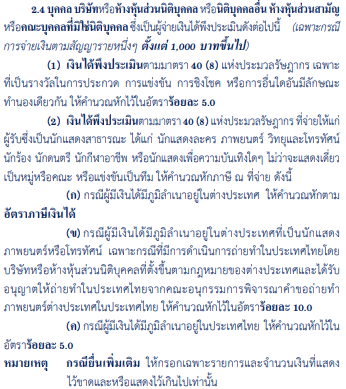 2.4 บุคคล บริษัทหรือห้างหุ้นส่วนนิติบุคคล หรือนิติบุคคลอื่น ห้างหุ้นส่วนสามัญ
หรือคณะบุคคลที่มิใช่นิติบุคคล ซึ่งเป็นผู้จ่ายเงินได้พึงประเมินดังต่อไปนี้ (เฉพาะกรณี
การจ่ายเงินตามสัญญารายหนึ่งๆ ตั้งแต่ 1,000 บาทขึ้นไป)
(1) เงินได้พึงประเมินตามมาตรา 40 (8) แห่งประมวลรัษฎากร เฉพาะ
ที่เป็นรางวัลในการประกวด การแข่งขัน การชิงโชค หรือการอื่นใดอันมีลักษณะ
ทำนองเดียวกัน ให้คำนวณหักไว้ในอัตราร้อยละ 5.0
(2) เงินได้พึงประเมินตามมาตรา 40 (8) แห่งประมวลรัษฎากร ที่จ่ายให้แก่
ผู้รับซึ่งเป็นนักแสดงสาธารณะ ได้แก่ นักแสดงละคร ภาพยนตร์ วิทยุและโทรทัศน์
นักร้อง นักดนตรี นักกีฬาอาชีพ หรือนักแสดงเพื่อความบันเทิงใดๆ ไม่ว่าจะแสดงเดี่ยว
เป็นหมู่หรือคณะ หรือแข่งขันเป็นทีม ให้คำนวณหักภาษี ณ ที่จ่าย ดังนี้
(ก) กรณีผู้มีเงินได้มีภูมิลำเนาอยู่ในต่างประเทศ ให้คำนวณหักตาม
อัตราภาษีเงินได้
(ข) กรณีผู้มีเงินได้มีภูมิลำเนาอยู่ในต่างประเทศที่เป็นนักแสดง
ภาพยนตร์หรือโทรทัศน์ เฉพาะกรณีที่มีการดำเนินการถ่ายทำในประเทศไทยโดย
บริษัทหรือห้างหุ้นส่วนนิติบุคคลที่ตั้งขึ้นตามกฎหมายของต่างประเทศและได้รับ
อนุญาตให้ถ่ายทำในประเทศไทยจากคณะอนุกรรมการพิจารณาคำขอถ่ายทำ
ภาพยนตร์ต่างประเทศในประเทศไทย ให้คำนวณหักไว้ในอัตราร้อยละ 10.0
(ค) กรณีผู้มีเงินได้มีภูมิลำเนาอยู่ในประเทศไทย ให้คำนวณหักไว้ใน
อัตราร้อยละ 5.0
หมายเหตุ กรณียื่นเพิ่มเติม ให้กรอกเฉพาะรายการและจำนวนเงินที่แสดง
ไว้ขาดและหรือแสดงไว้เกินไปเท่านั้น